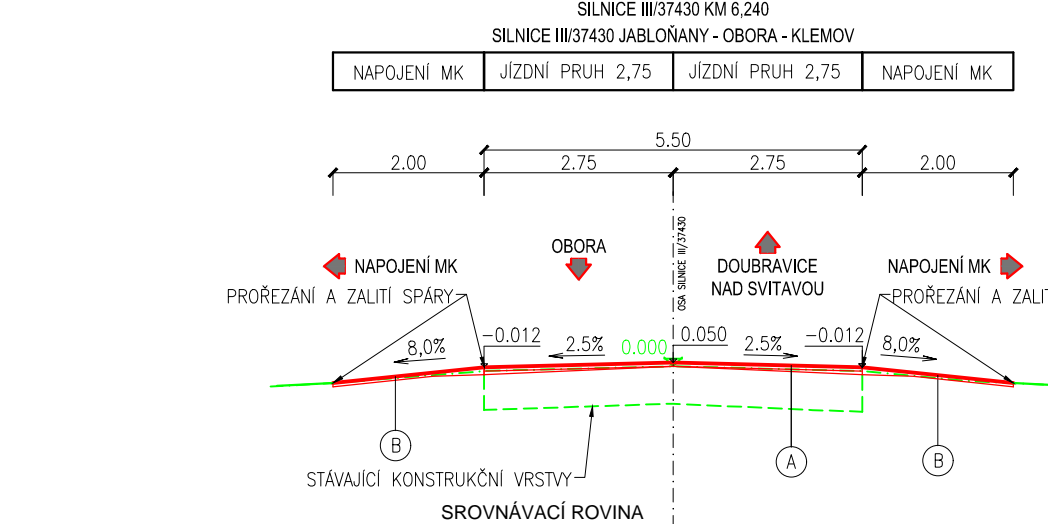 SILNICE III/37430 KM 6,240
SILNICE III/37430 JABLOŇANY - OBORA - KLEMOV
NAPOJENÍ MK JÍZDNÍ PRUH 2,75 JÍZDNÍ PRUH 2,75 NAPOJENÍ MK
5.50
2.00 2.75 2.75 2.00
OSA SILNICE III/37430
OBORA
NAPOJENÍ MK
DOUBRAVICE
NAD SVITAVOU
NAPOJENÍ MK
PROŘEZÁNÍ A ZALITÍ SPÁRY
PROŘEZÁNÍ A ZALIT
8,0% -0.012 2.5% 0.000 0.050 2.5% -0.012 8,0%
B A B
STÁVAJÍCÍ KONSTRUKČNÍ VRSTVY
SROVNÁVACÍ ROVINA